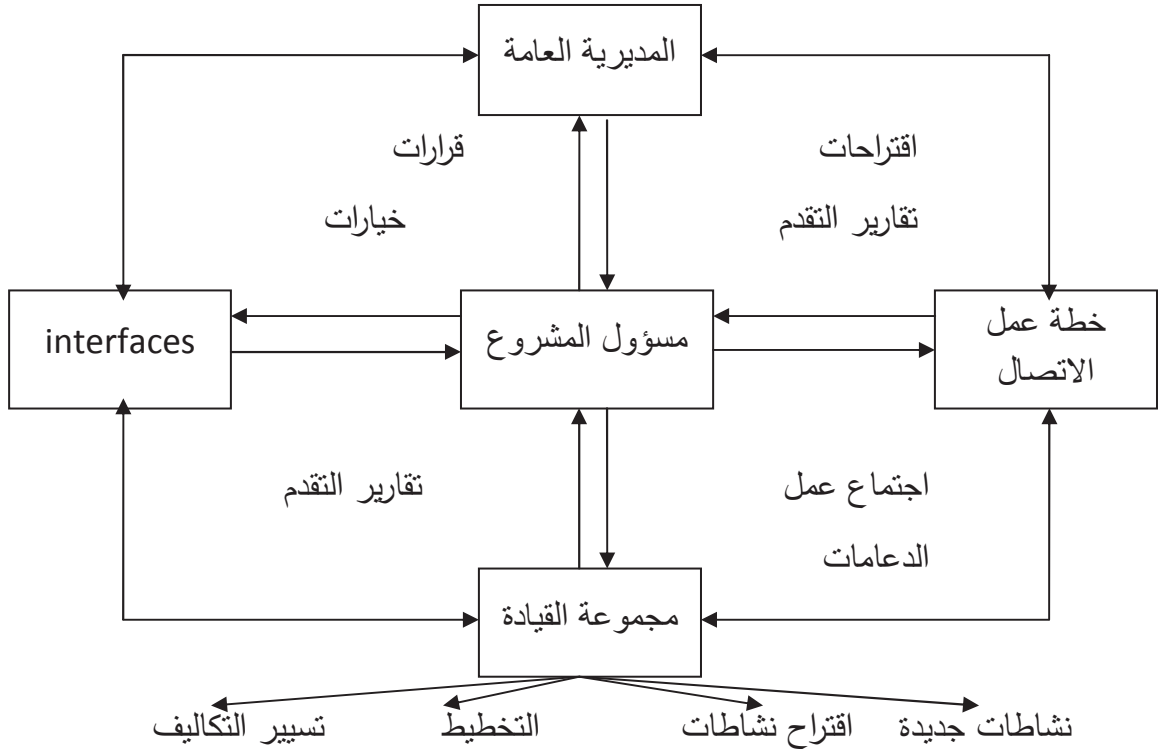 المديرية العامة
اقتراحات
قرارات
تقارير التقدم
خيارات
خطة عمل
الاتصال
مسؤول المشروع
interfaces
اجتماع عمل
تقارير التقدم
الدعامات
مجموعة القيادة
نشاطات جديدة
اقتراح نشاطات
التخطيط
تسيير التكاليف